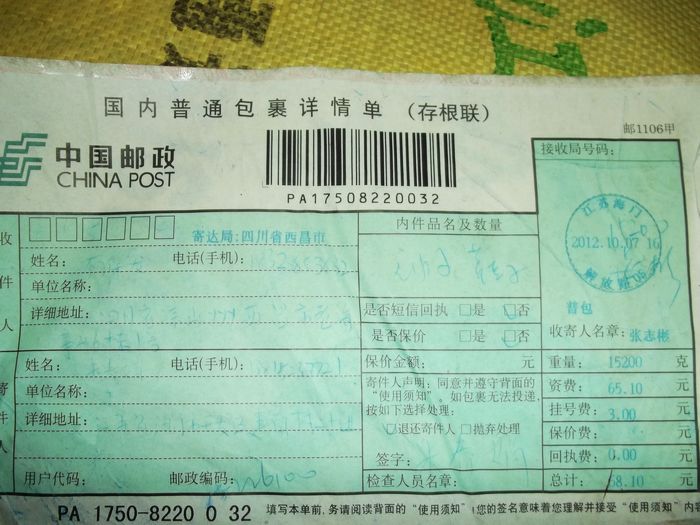 国内普通包裹详情单 (存根联)
邮1106甲
中国邮政
CHINA POST
PA17508220032
接收局号码:
江苏海门
2012.10.07 16
解放路
收件人
寄达局:四川省西昌市
内件品名及数量
姓名:
电话(手机):
单位名称:
详细地址:
是否短信回执 □是 □否
是否保价 □是 □否
普包
收寄人名章: 张志彬
姓名:
电话(手机):
保价金额: 元
重量: 15200 克
寄件人
单位名称:
寄件人声明: 同意并遵守背面的
"使用须知"。如包裹无法投递,
按如下选择处理:
□退还寄件人 □抛弃处理
资费: 65.10 元
详细地址:
挂号费: 3.00 元
保价费: 元
签字:
回执费: 0.00 元
用户代码:
邮政编码:
检查人员名章:
总计: 68.10 元
PA 1750-8220 0 32
填写本单前,务请阅读背面的"使用须知"!您的签名意味着您理解并接受"使用须知"内